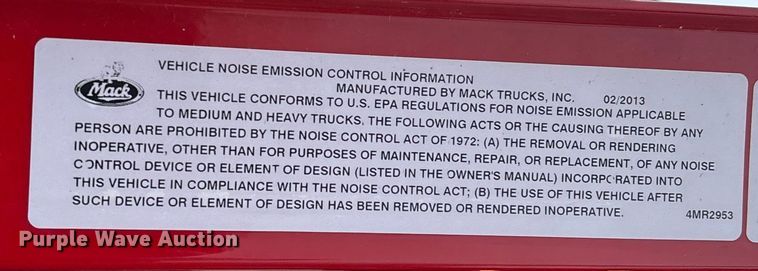 VEHICLE NOISE EMISSION CONTROL INFORMATION
MANUFACTURED BY MACK TRUCKS, INC. 02/2013
Mack
THIS VEHICLE CONFORMS TO U.S. EPA REGULATIONS FOR NOISE EMISSION APPLICABLE
TO MEDIUM AND HEAVY TRUCKS. THE FOLLOWING ACTS OR THE CAUSING THEREOF BY ANY
PERSON ARE PROHIBITED BY THE NOISE CONTROL ACT OF 1972: (A) THE REMOVAL OR RENDERING
INOPERATIVE, OTHER THAN FOR PURPOSES OF MAINTENANCE, REPAIR, OR REPLACEMENT, OF ANY NOISE
CONTROL DEVICE OR ELEMENT OF DESIGN (LISTED IN THE OWNER'S MANUAL) INCORPORATED INTO
THIS VEHICLE IN COMPLIANCE WITH THE NOISE CONTROL ACT; (B) THE USE OF THIS VEHICLE AFTER
SUCH DEVICE OR ELEMENT OF DESIGN HAS BEEN REMOVED OR RENDERED INOPERATIVE.
4MR2953
Purple Wave Auction